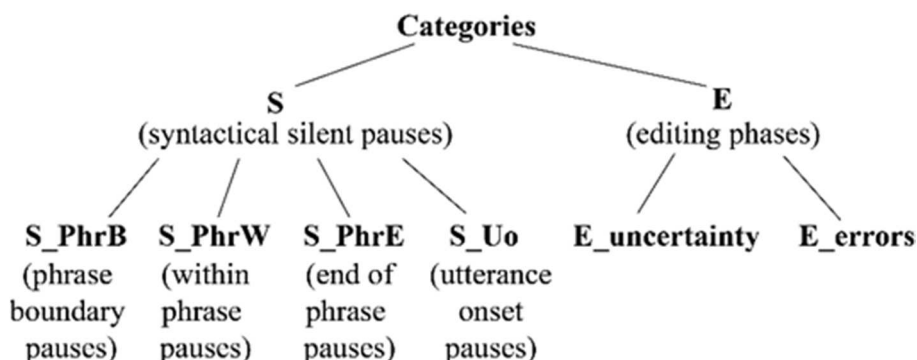 Categories
S E
(syntactical silent pauses) (editing phases)
S_PhrB S_PhrW S_PhrE S_Uo E_uncertainty E_errors
(phrase (within (end of (utterance
boundary phrase phrase onset
pauses) pauses) pauses) pauses)